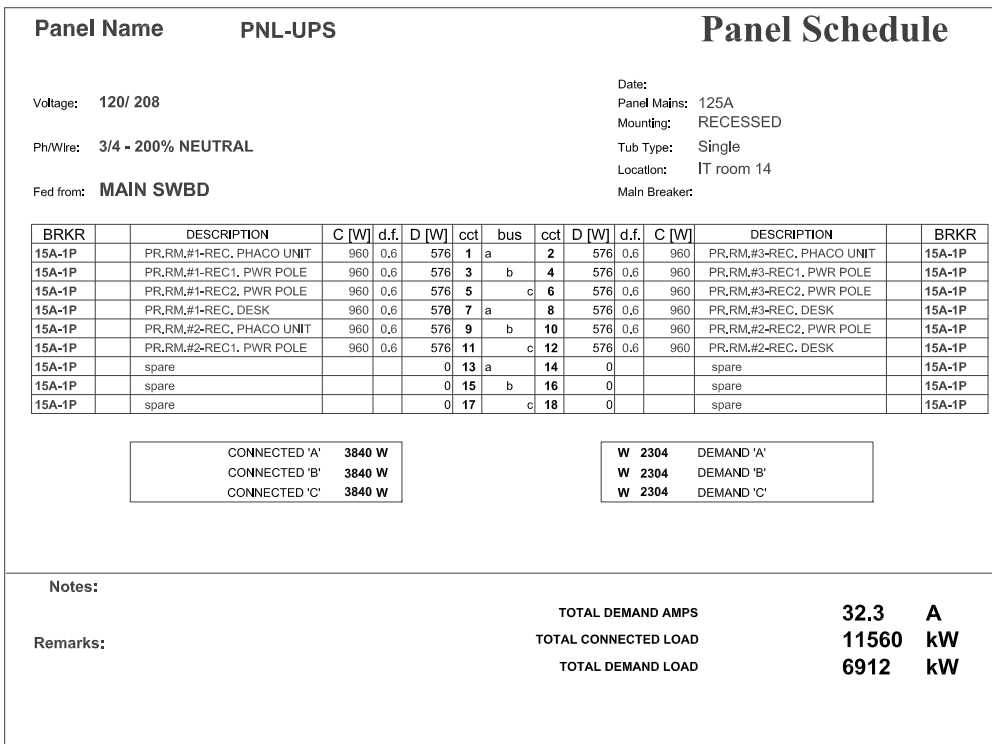 Panel Name PNL-UPS Panel Schedule
Date:
Voltage: 120/ 208 Panel Mains: 125A
Mounting: RECESSED
Ph/Wire: 3/4 - 200% NEUTRAL Tub Type: Single
Location: IT room 14
Fed from: MAIN SWBD Main Breaker:
BRKR DESCRIPTION C [W] d.f. D [W] cct bus cct D [W] d.f. C [W] DESCRIPTION BRKR
15A-1P PR.RM.#1-REC. PHACO UNIT 960 0.6 576 1 a 2 576 0.6 960 PR.RM.#3-REC. PHACO UNIT 15A-1P
15A-1P PR.RM.#1-REC1. PWR POLE 960 0.6 576 3 b 4 576 0.6 960 PR.RM.#3-REC1. PWR POLE 15A-1P
15A-1P PR.RM.#1-REC2. PWR POLE 960 0.6 576 5 c 6 576 0.6 960 PR.RM.#3-REC2. PWR POLE 15A-1P
15A-1P PR.RM.#1-REC. DESK 960 0.6 576 7 a 8 576 0.6 960 PR.RM.#3-REC. DESK 15A-1P
15A-1P PR.RM.#2-REC. PHACO UNIT 960 0.6 576 9 b 10 576 0.6 960 PR.RM.#2-REC2. PWR POLE 15A-1P
15A-1P PR.RM.#2-REC1. PWR POLE 960 0.6 576 11 c 12 576 0.6 960 PR.RM.#2-REC. DESK 15A-1P
15A-1P spare 0 13 a 14 0 spare 15A-1P
15A-1P spare 0 15 b 16 0 spare 15A-1P
15A-1P spare 0 17 c 18 0 spare 15A-1P
CONNECTED 'A' 3840 W W 2304 DEMAND 'A'
CONNECTED 'B' 3840 W W 2304 DEMAND 'B'
CONNECTED 'C' 3840 W W 2304 DEMAND 'C'
Notes:
TOTAL DEMAND AMPS 32.3 A
Remarks: TOTAL CONNECTED LOAD 11560 kW
TOTAL DEMAND LOAD 6912 kW